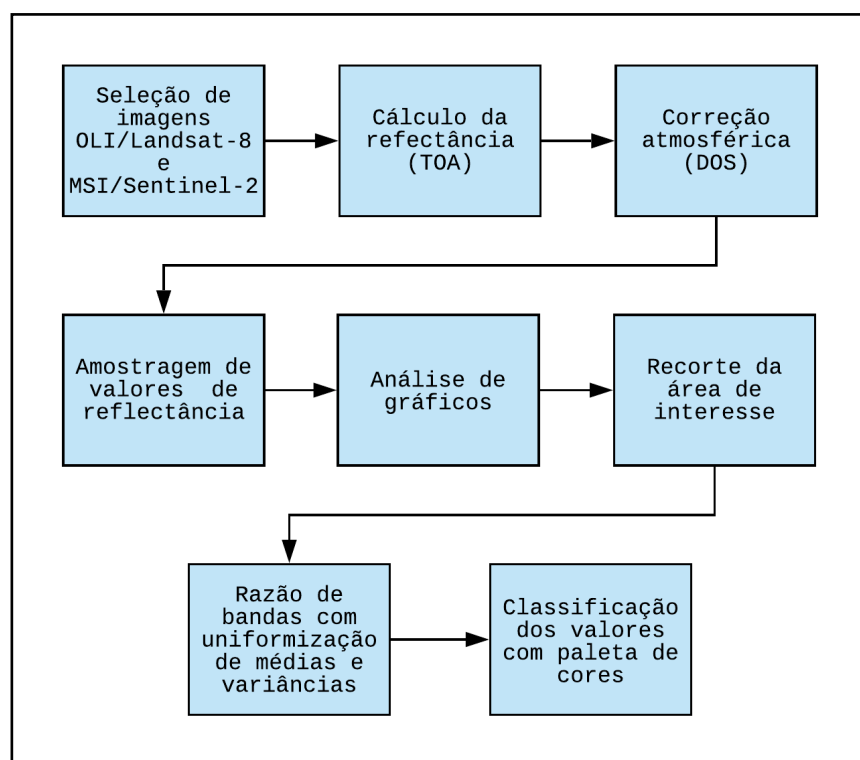 Seleção de
imagens
OLI/Landsat-8
e
MSI/Sentinel-2
Cálculo da
refectância
(TOA)
Correção
atmosférica
(DOS)
Amostragem de
valores de
reflectância
Análise de
gráficos
Recorte da
área de
interesse
Razão de
bandas com
uniformização
de médias e
variâncias
Classificação
dos valores
com paleta de
cores